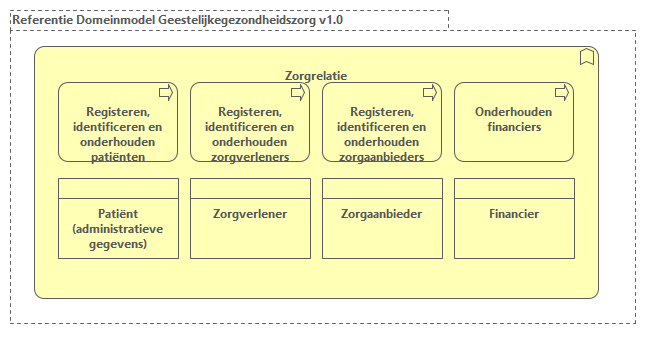 Referentie Domeinmodel Geestelijkegezondheidszorg v1.0
Zorgrelatie
Registeren,
identificeren en
onderhouden
patiënten
Registeren,
identificeren en
onderhouden
zorgverleners
Registeren,
identificeren en
onderhouden
zorgaanbieders
Onderhouden
financiers
Patiënt
(administratieve
gegevens)
Zorgverlener
Zorgaanbieder
Financier